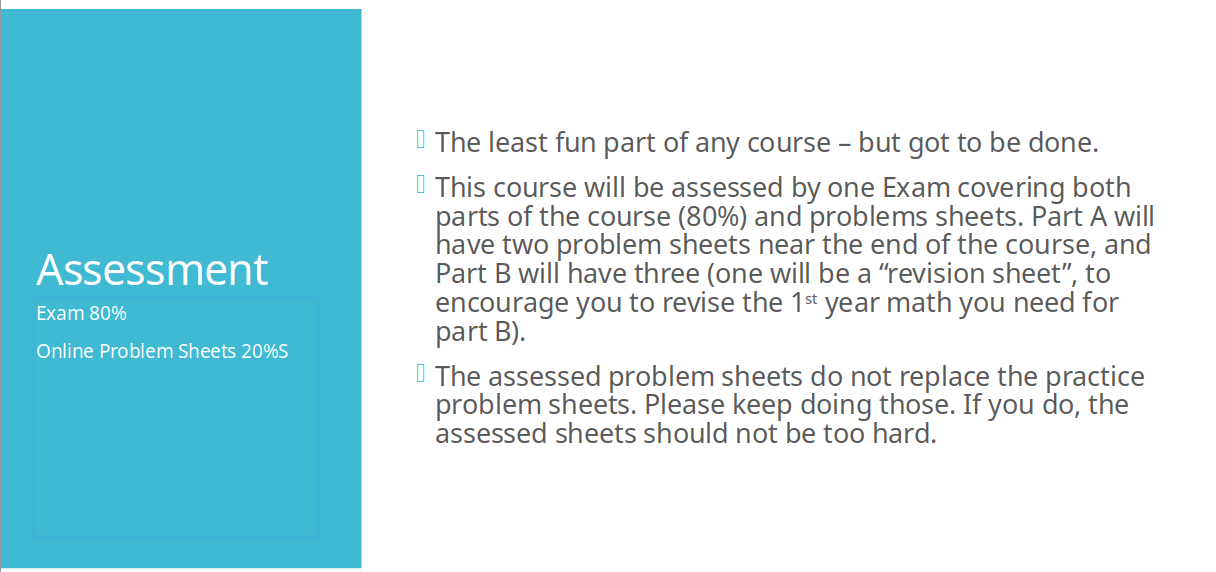 Assessment
Exam 80%
Online Problem Sheets 20%S
The least fun part of any course – but got to be done.
This course will be assessed by one Exam covering both
parts of the course (80%) and problems sheets. Part A will
have two problem sheets near the end of the course, and
Part B will have three (one will be a “revision sheet”, to
encourage you to revise the 1st year math you need for
part B).
The assessed problem sheets do not replace the practice
problem sheets. Please keep doing those. If you do, the
assessed sheets should not be too hard.